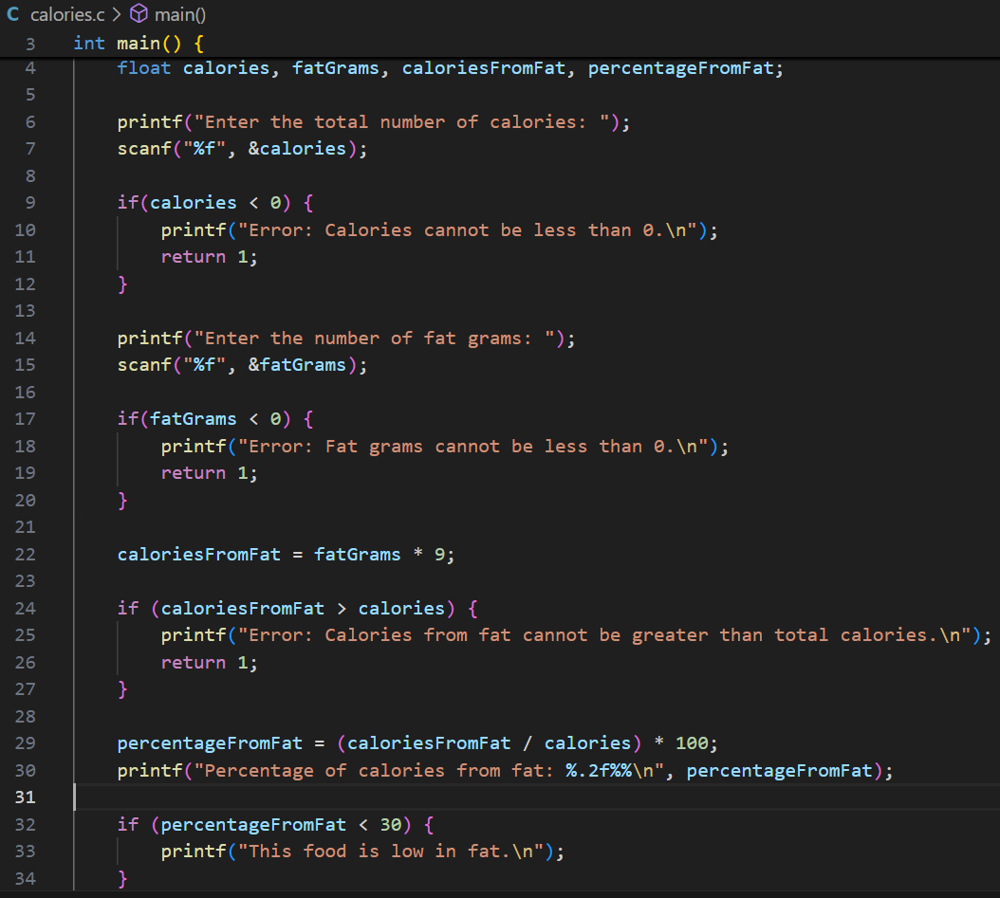 C calories.c > main()
3 int main() {
4 float calories, fatGrams, caloriesFromFat, percentageFromFat;
5
6 printf("Enter the total number of calories: ");
7 scanf("%f", &calories);
8
9 if(calories < 0) {
10 printf("Error: Calories cannot be less than 0.\n");
11 return 1;
12 }
13
14 printf("Enter the number of fat grams: ");
15 scanf("%f", &fatGrams);
16
17 if(fatGrams < 0) {
18 printf("Error: Fat grams cannot be less than 0.\n");
19 return 1;
20 }
21
22 caloriesFromFat = fatGrams * 9;
23
24 if (caloriesFromFat > calories) {
25 printf("Error: Calories from fat cannot be greater than total calories.\n");
26 return 1;
27 }
28
29 percentageFromFat = (caloriesFromFat / calories) * 100;
30 printf("Percentage of calories from fat: %.2f%%\n", percentageFromFat);
31
32 if (percentageFromFat < 30) {
33 printf("This food is low in fat.\n");
34 }